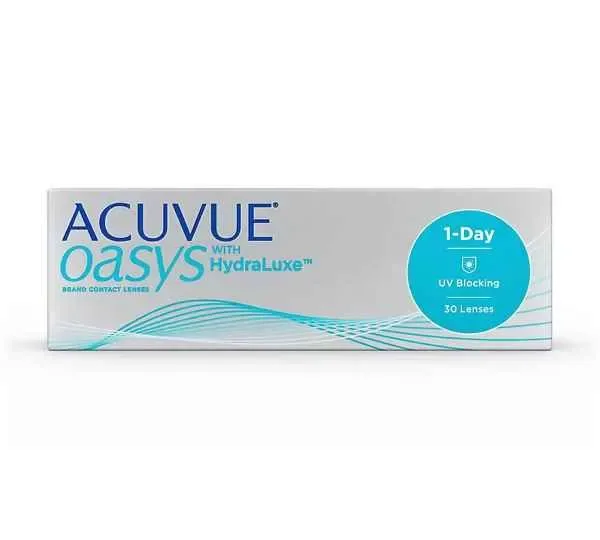 ACUVUE®
oasys WITH HydraLuxe™
BRAND CONTACT LENSES
1-Day
UV Blocking
30 Lenses